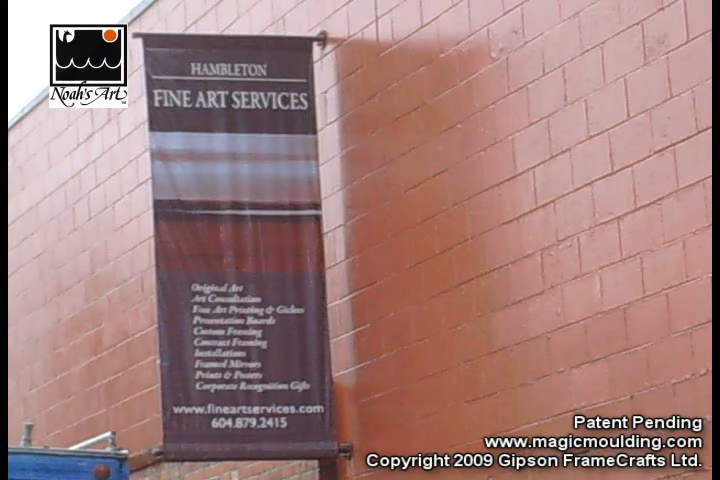 Noah's Art
HAMBLETON
FINE ART SERVICES
Original Art
Art Consultation
Fine Art Printing & Giclees
Presentation Boards
Custom Framing
Contract Framing
Installations
Framed Mirrors
Prints & Posters
Corporate Recognition Gifts
www.fineartservices.com
604.879.2415
Patent Pending
www.magicmoulding.com
Copyright 2009 Gipson FrameCrafts Ltd.